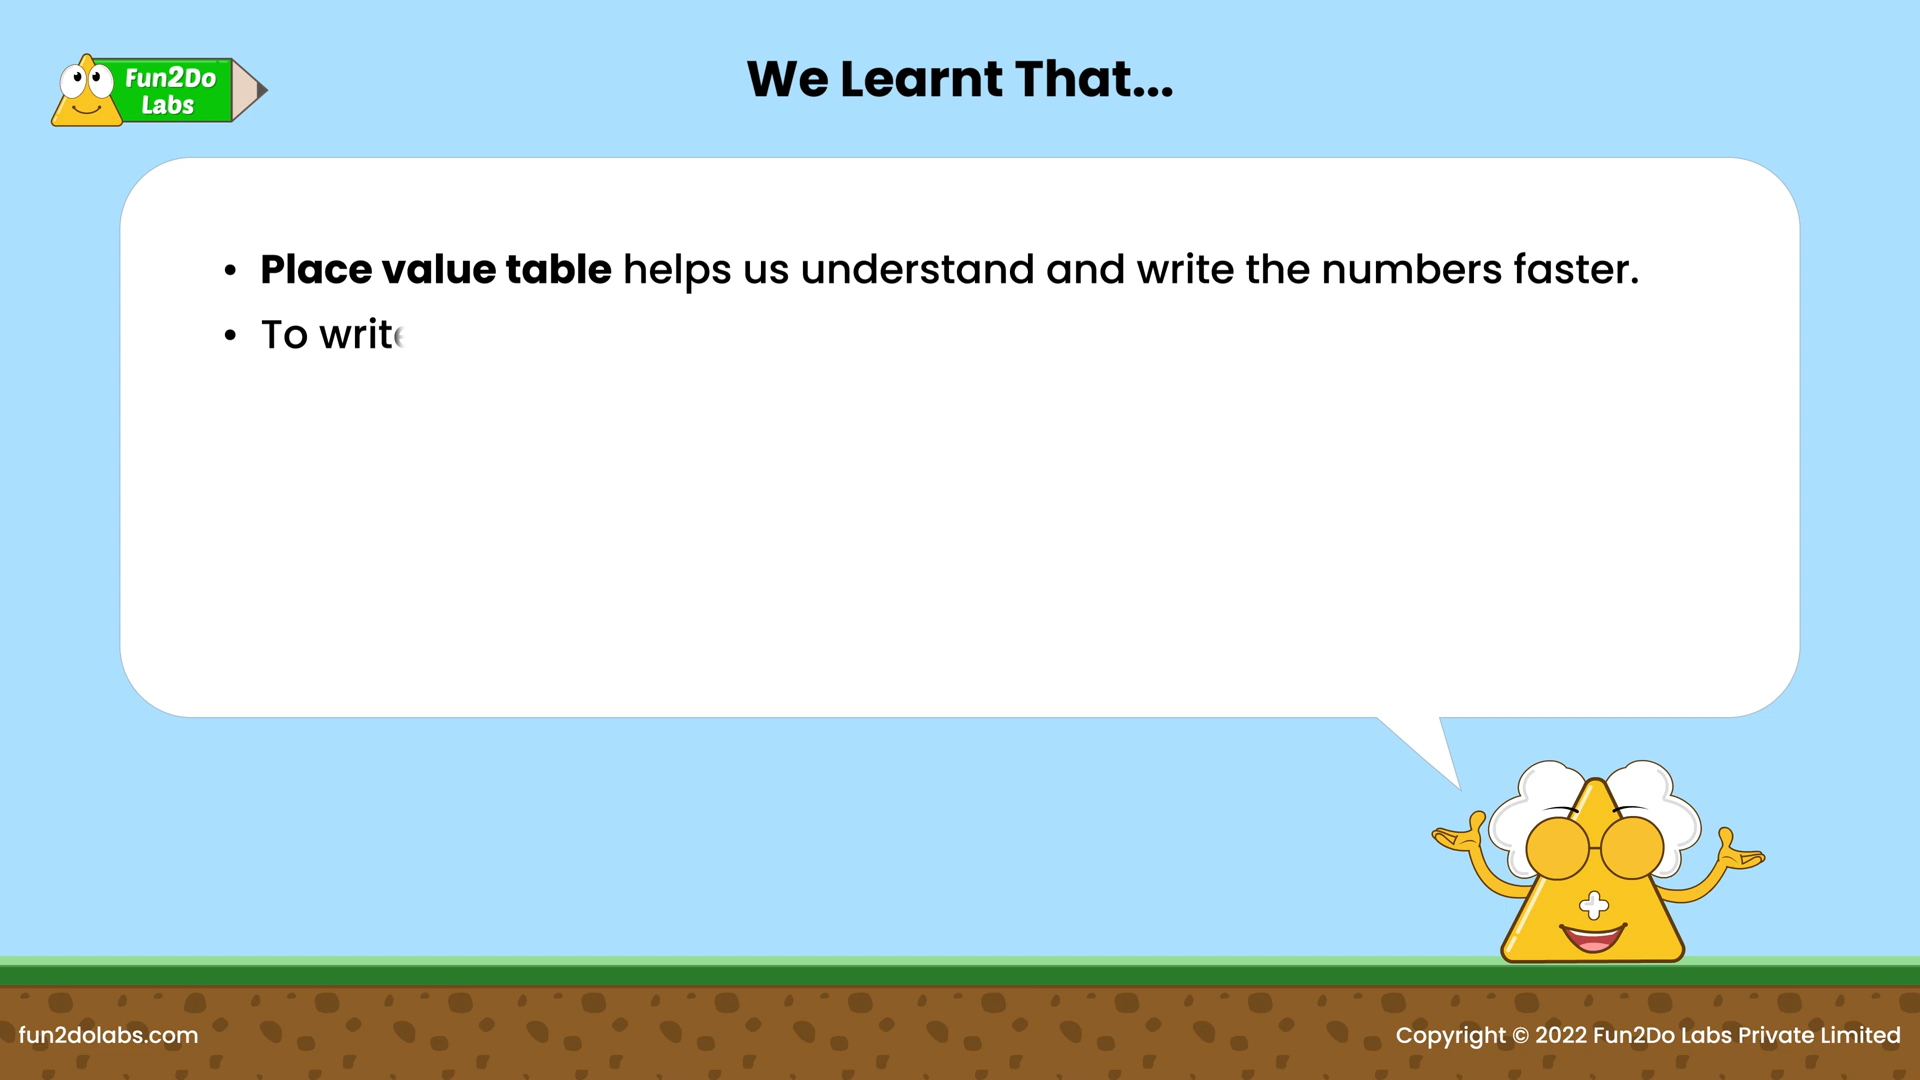 Fun2Do
Labs
We Learnt That...
• Place value table helps us understand and write the numbers faster.
• To write
fun2dolabs.com
Copyright © 2022 Fun2Do Labs Private Limited